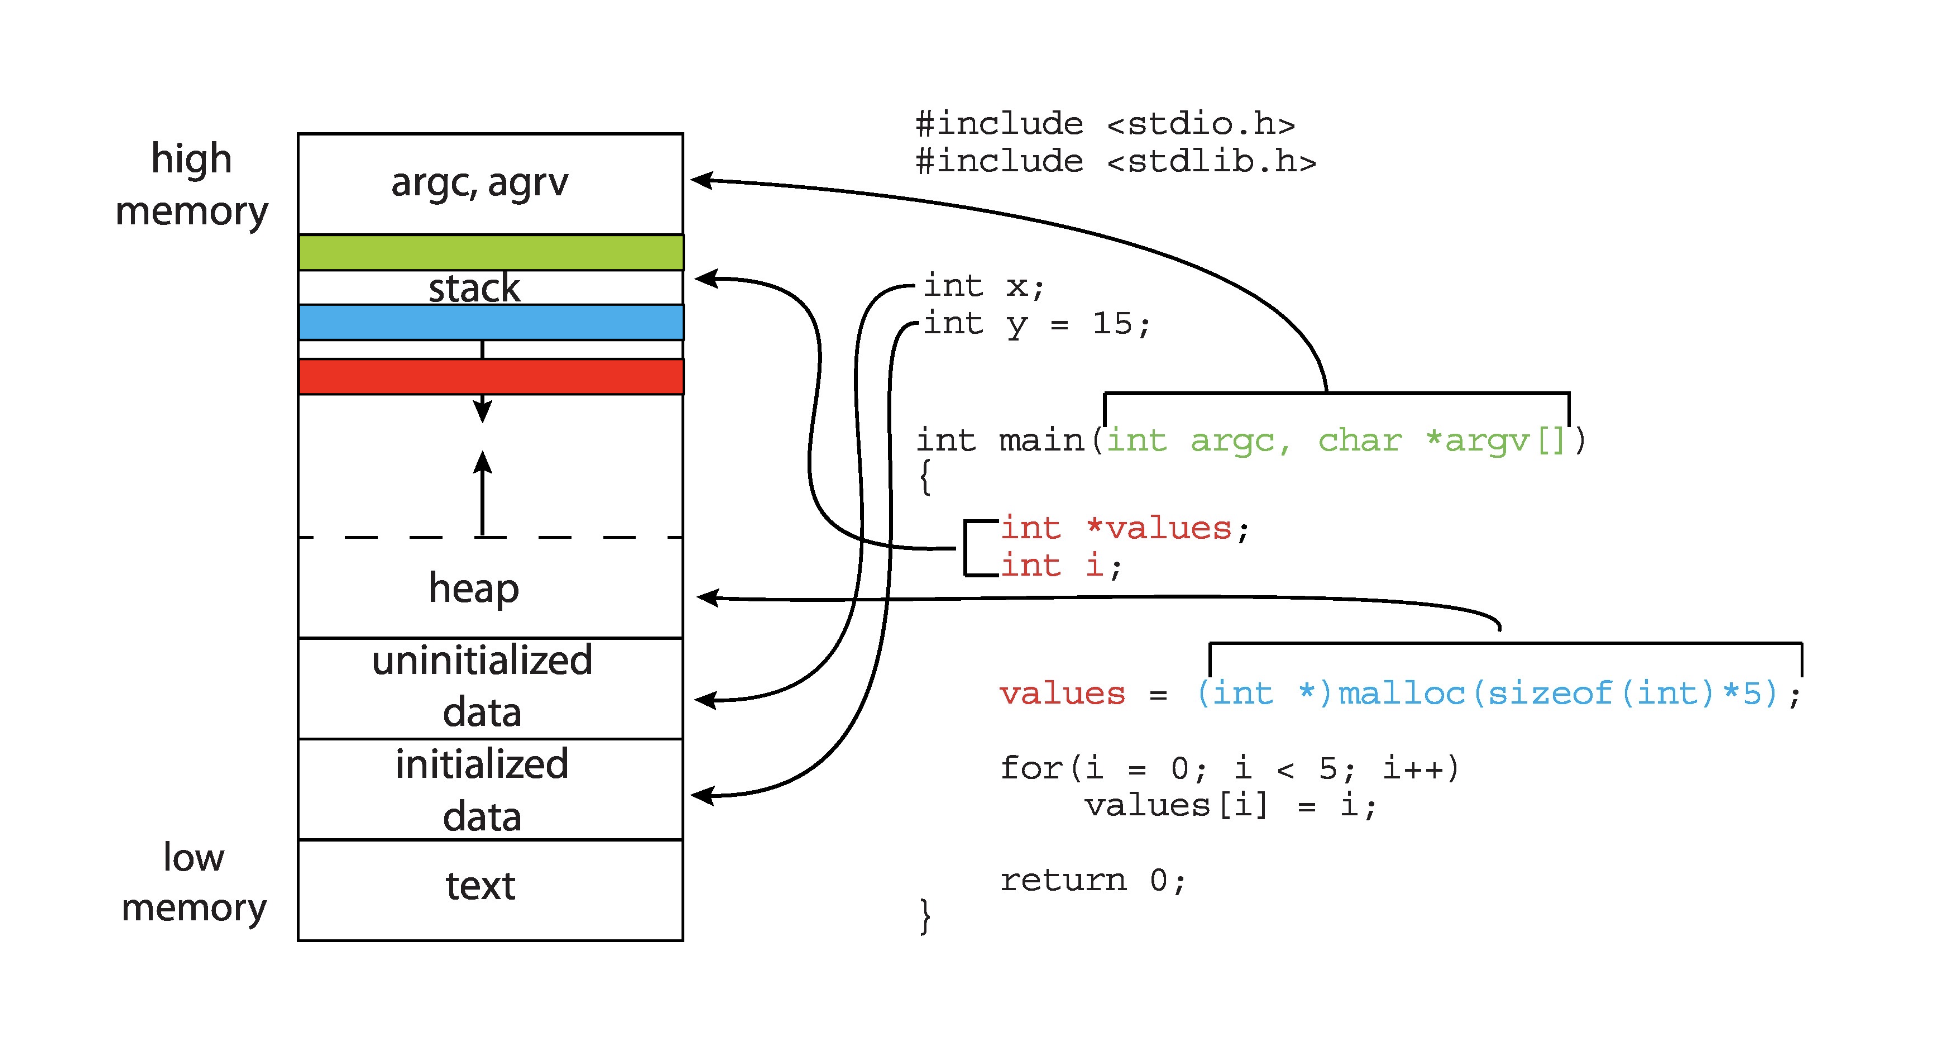 high
memory
argc, agrv
stack
heap
uninitialized
data
initialized
data
low
memory
text
#include <stdio.h>
#include <stdlib.h>
int x;
int y = 15;
int main(int argc, char *argv[])
{
int *values;
int i;
values = (int *)malloc(sizeof(int)*5);
for(i = 0; i < 5; i++)
values[i] = i;
return 0;
}